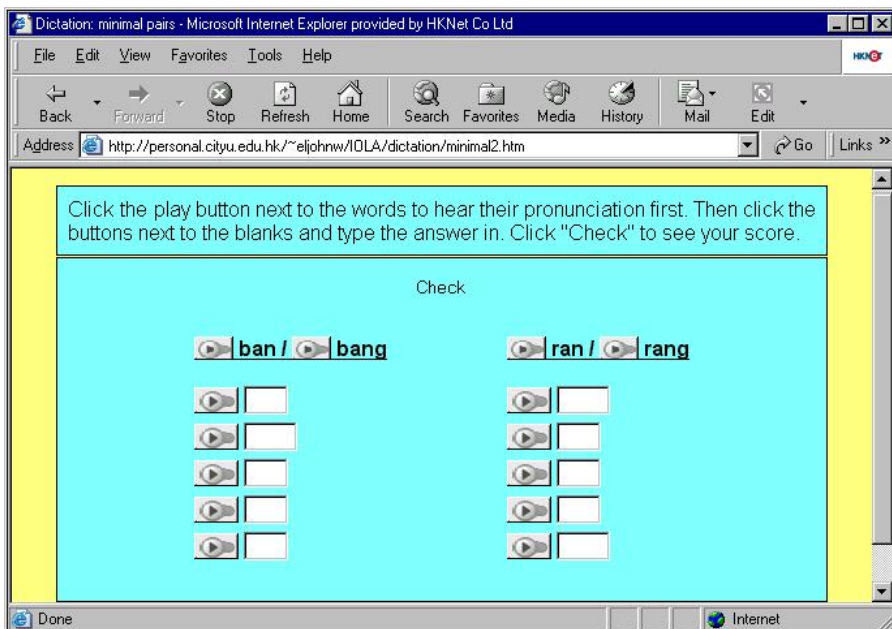 Dictation: minimal pairs - Microsoft Internet Explorer provided by HKNet Co Ltd
File Edit View Favorites Tools Help
HKNet
Back Forward Stop Refresh Home Search Favorites Media History Mail Edit
Address http://personal.cityu.edu.hk/~eljohnw/IOLA/dictation/minimal2.htm Go Links »
Click the play button next to the words to hear their pronunciation first. Then click the
buttons next to the blanks and type the answer in. Click "Check" to see your score.
Check
ban / bang ran / rang
Done Internet